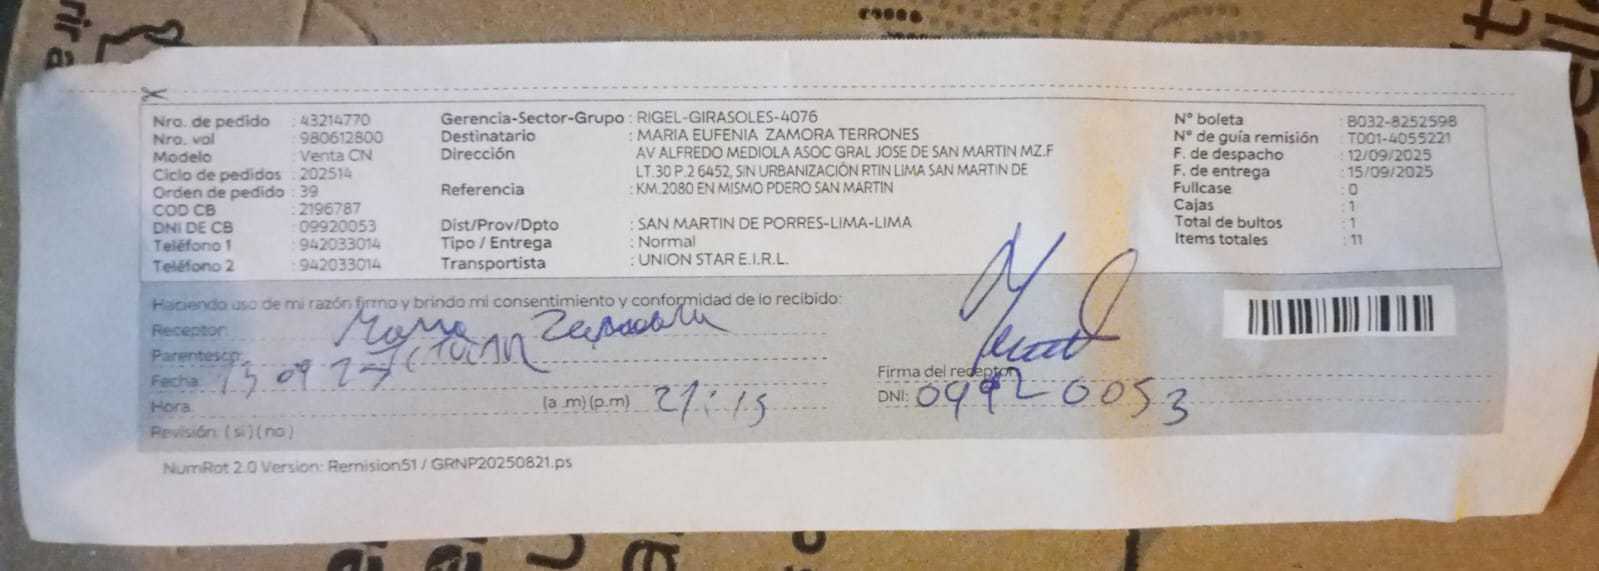 Nro. de pedido : 43214770 Gerencia-Sector-Grupo : RIGEL-GIRASOLES-4076 N° boleta : B032-8252598
Nro. val : 980612800 Destinatario : MARIA EUFENIA ZAMORA TERRONES N° de guía remisión : T001-4055221
Modelo : Venta CN Dirección AV ALFREDO MEDIOLA ASOC GRAL JOSE DE SAN MARTIN MZ.F F. de despacho : 12/09/2025
Ciclo de pedidos : 202514 LT.30 P.2 6452, SIN URBANIZACIÓN RTIN LIMA SAN MARTIN DE F. de entrega : 15/09/2025
Orden de pedido : 39 Referencia : KM.2080 EN MISMO PDERO SAN MARTIN Fullcase : 0
COD CB : 2196787 Cajas : 1
DNI DE CB : 09920053 Dist/Prov/Dpto : SAN MARTIN DE PORRES-LIMA-LIMA Total de bultos : 1
Teléfono 1 : 942033014 Tipo / Entrega : Normal Items totales : 11
Teléfono 2 : 942033014 Transportista : UNION STAR E.I.R.L.
Haciendo uso de mi razón firmo y brindo mi consentimiento y conformidad de lo recibido:
Receptor:
Parentesco:
Fecha: Firma del receptor
Hora: (a .m) (p.m) 21:15 DNI: 09920053
Revisión: ( si ) ( no )
NumRot 2.0 Version: Remision51 / GRNP20250821.ps